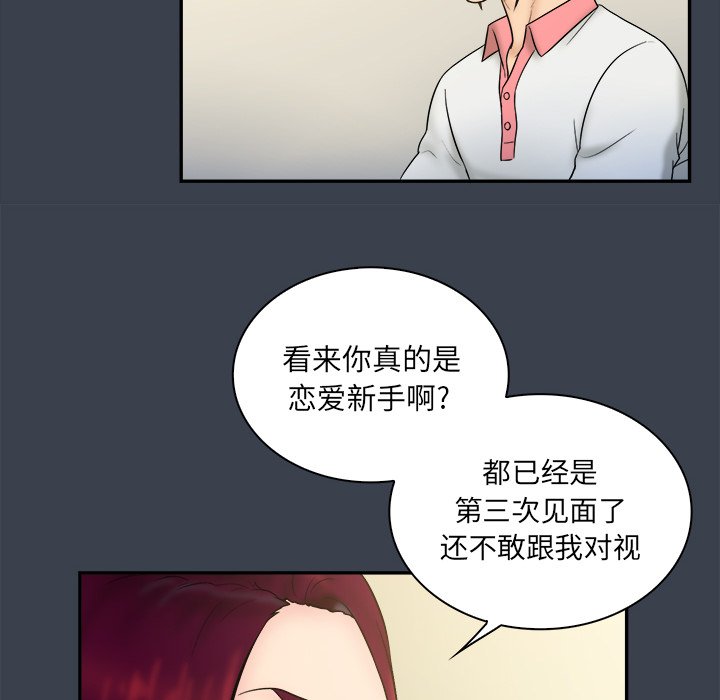 看来你真的是
恋爱新手啊?
都已经是
第三次见面了
还不敢跟我对视